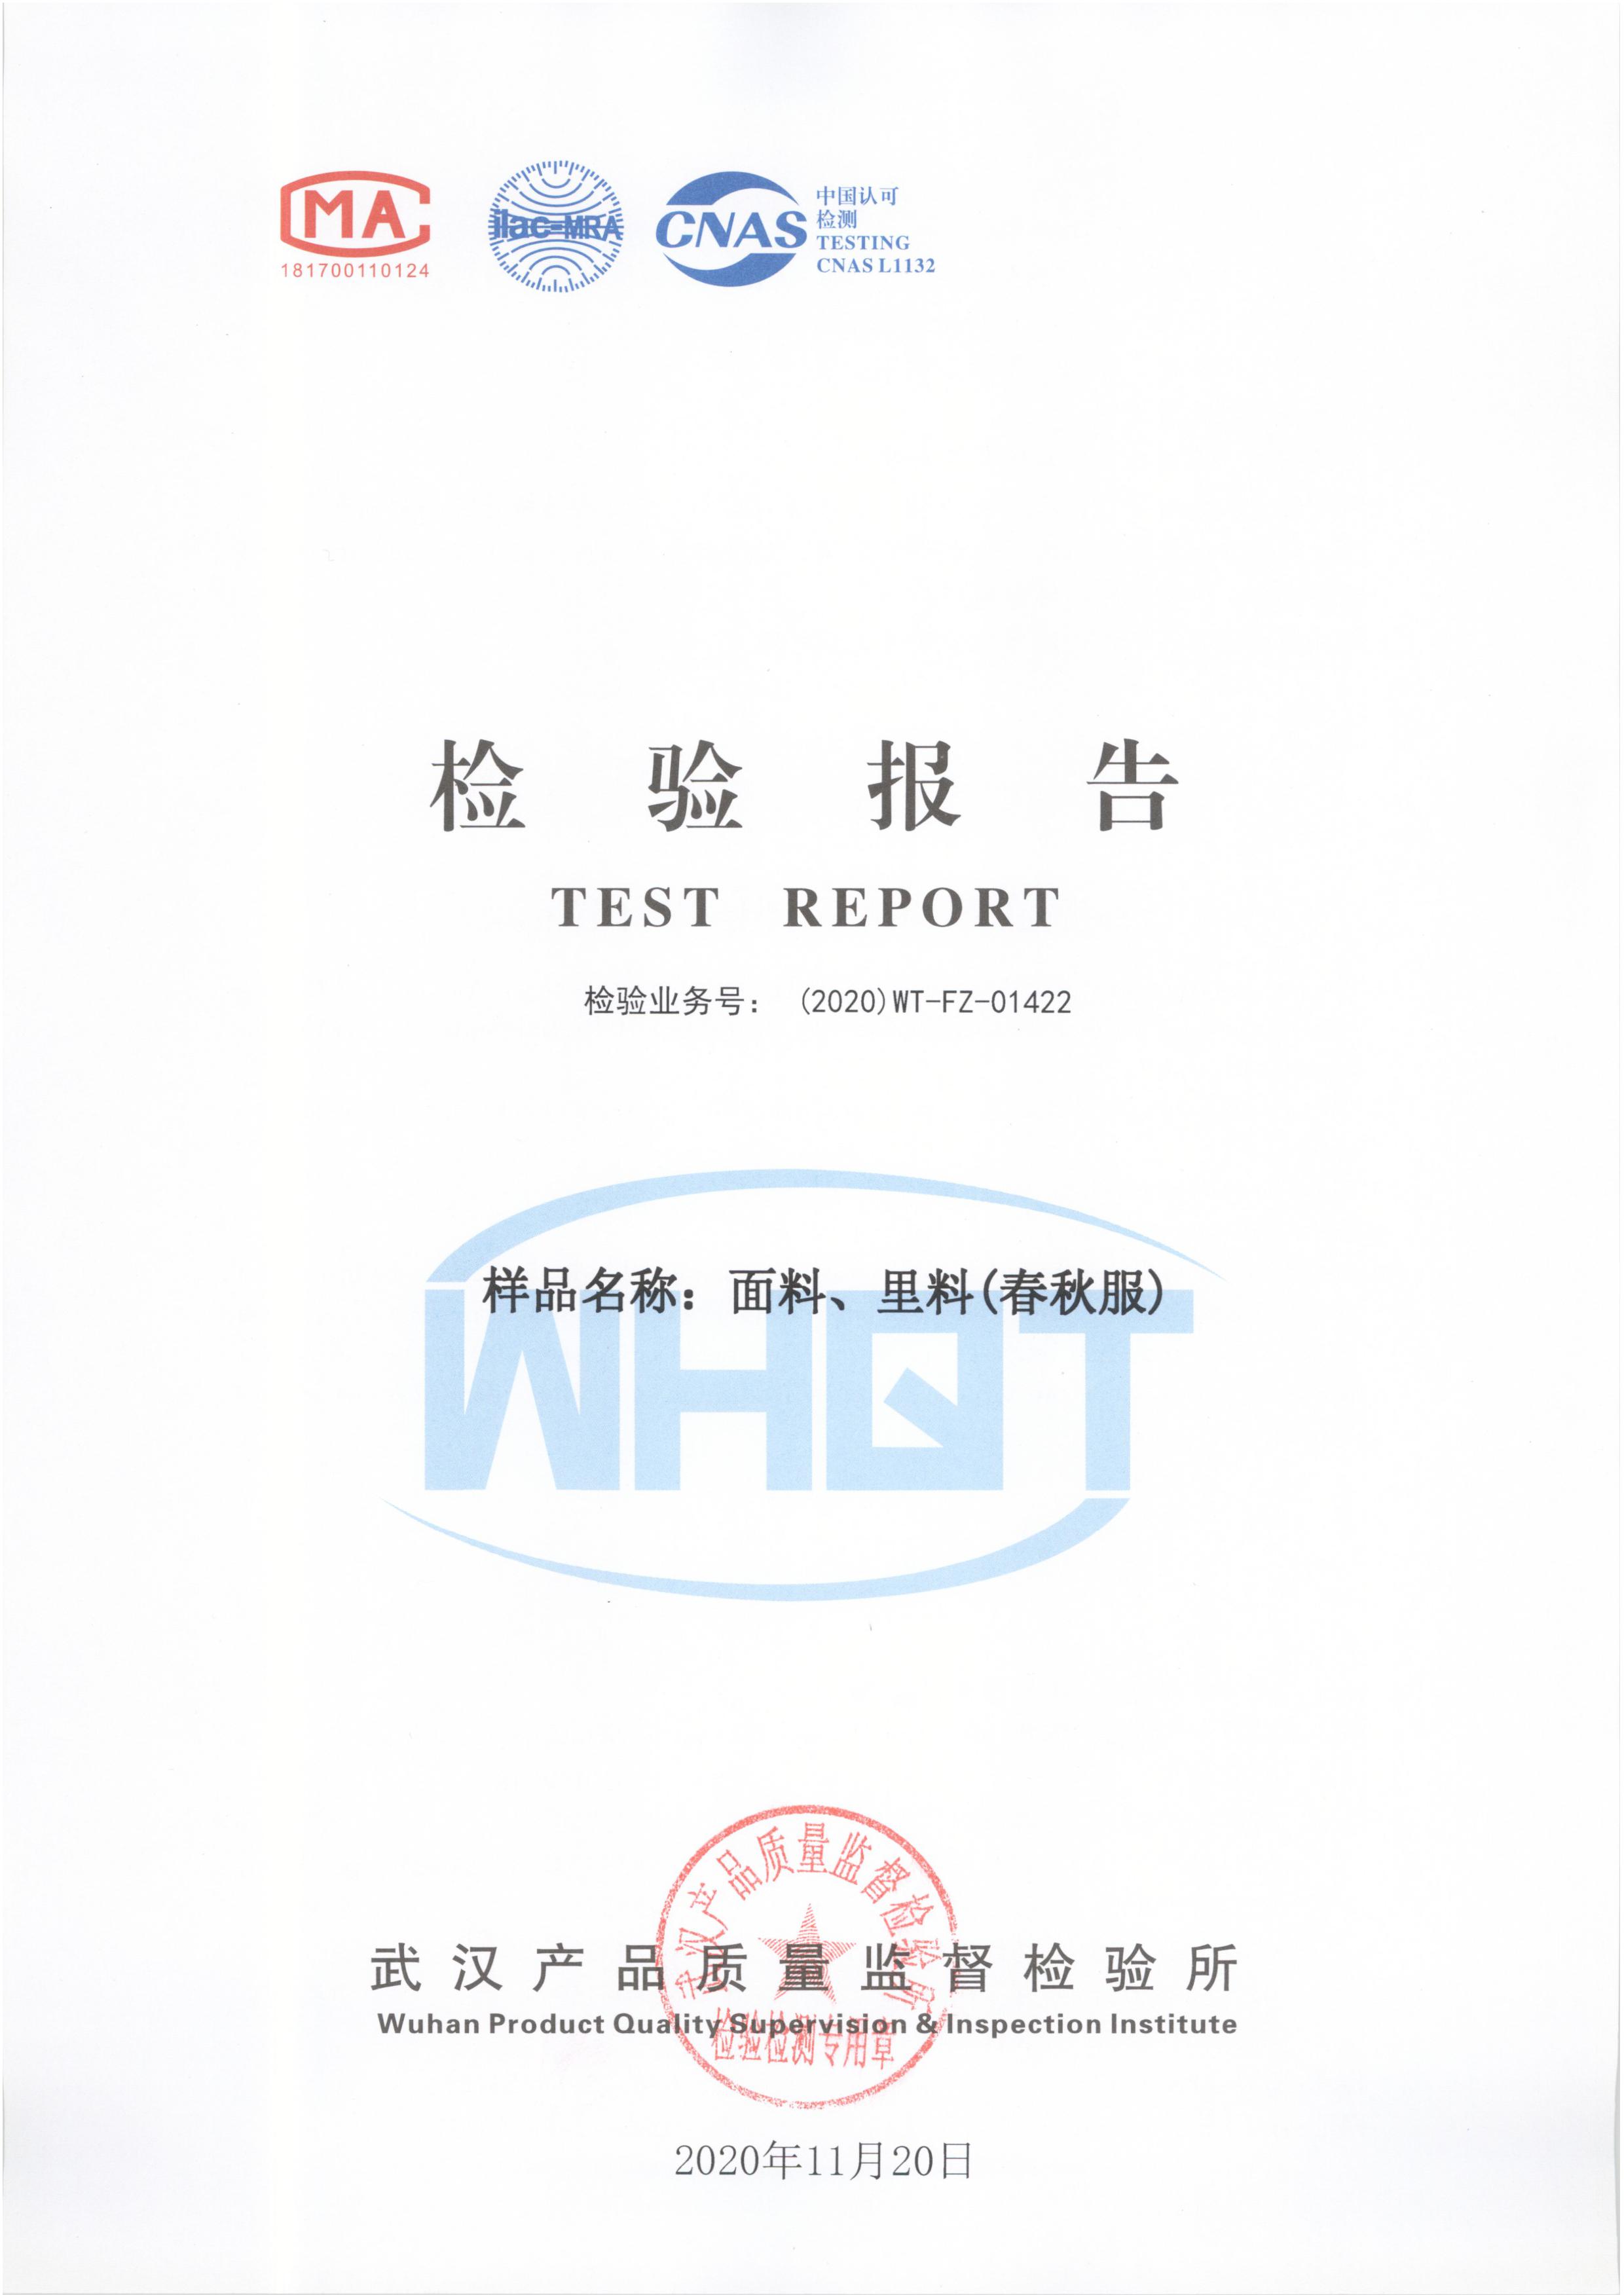 MA
181700110124
ilac-MRA
CNAS
中国认可
检测
TESTING
CNAS L1132
检验报告
TEST REPORT
检验业务号： (2020)WT-FZ-01422
样品名称：面料、里料(春秋服)
WHQT
武汉产品质量监督检验所
武汉产品质量监督检验所
Wuhan Product Quality Supervision & Inspection Institute
检验检测专用章
2020年11月20日